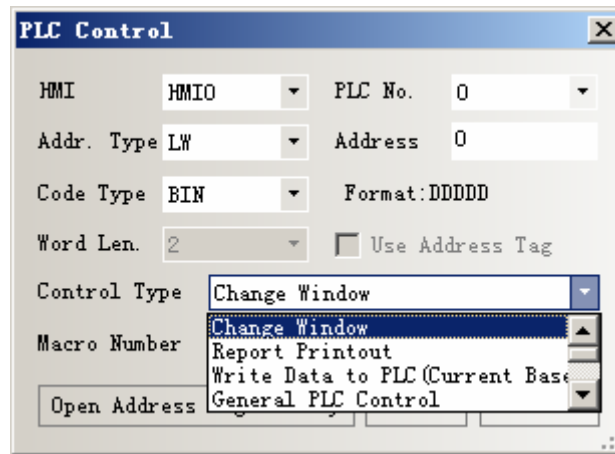 PLC Control
HMI HMI0 PLC No. 0
Addr. Type LW Address 0
Code Type BIN Format:DDDDD
Word Len. 2 Use Address Tag
Control Type Change Window
Change Window
Macro Number Report Printout
Write Data to PLC(Current Base
Open Address General PLC Control